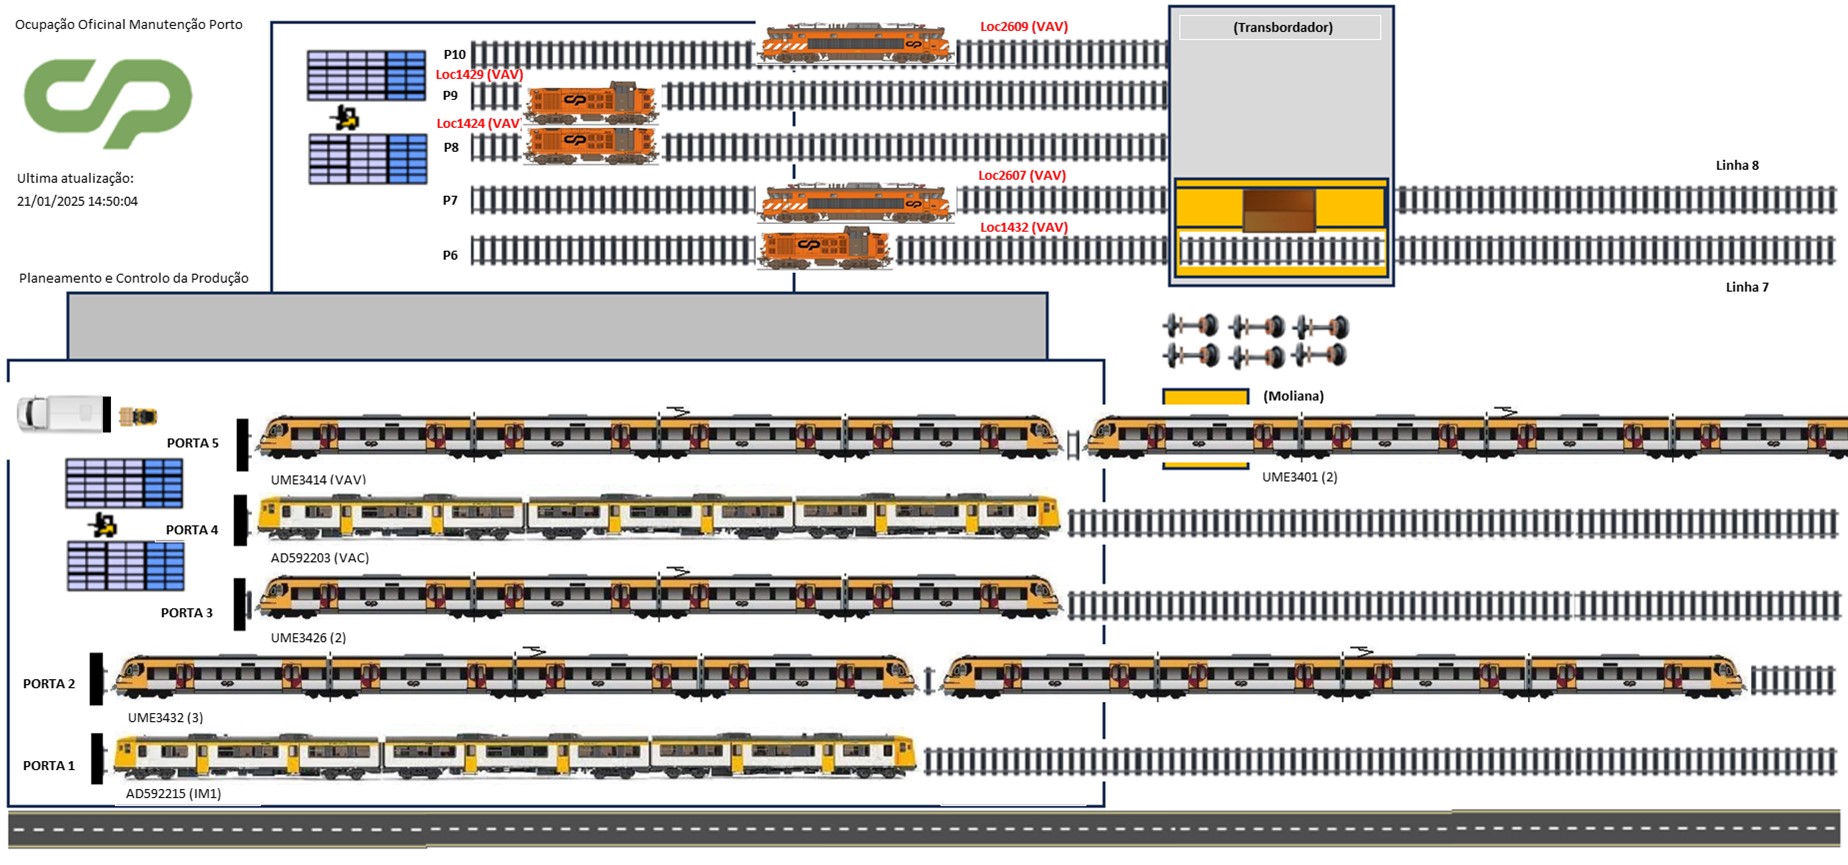 Ocupação Oficinal Manutenção Porto
Ultima atualização:
21/01/2025 14:50:04
Planeamento e Controlo da Produção
P10
Loc2609 (VAV)
(Transbordador)
Loc1429 (VAV)
P9
Loc1424 (VAV)
P8
Loc2607 (VAV)
Linha 8
P7
Loc1432 (VAV)
P6
Linha 7
(Moliana)
PORTA 5
UME3414 (VAV)
UME3401 (2)
PORTA 4
AD592203 (VAC)
PORTA 3
UME3426 (2)
PORTA 2
UME3432 (3)
PORTA 1
AD592215 (IM1)